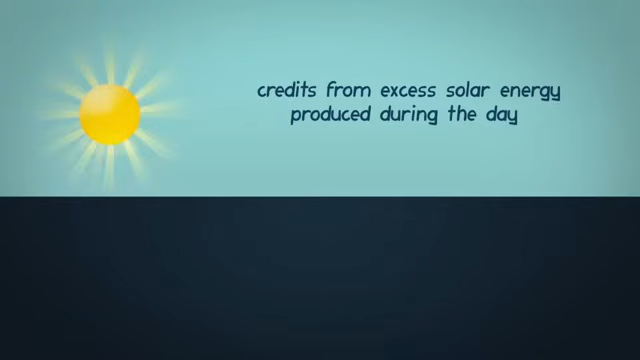 credits from excess solar energy
produced during the day